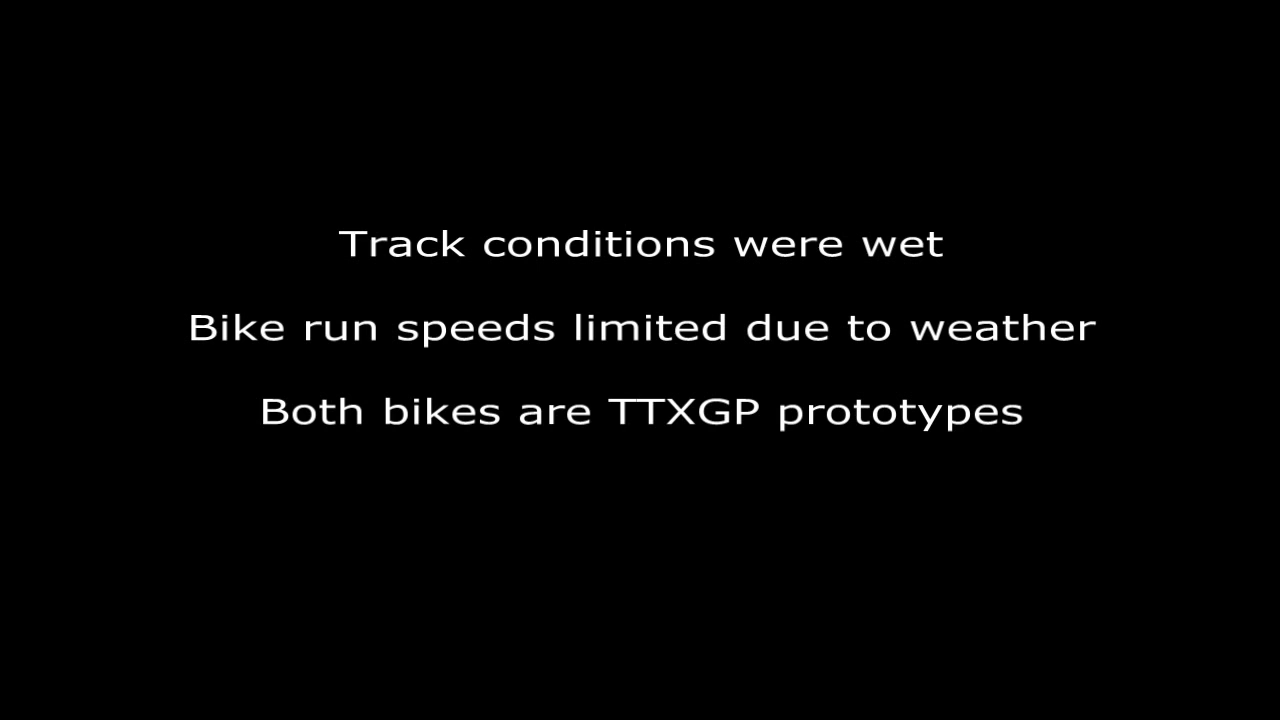 Track conditions were wet
Bike run speeds limited due to weather
Both bikes are TTXGP prototypes